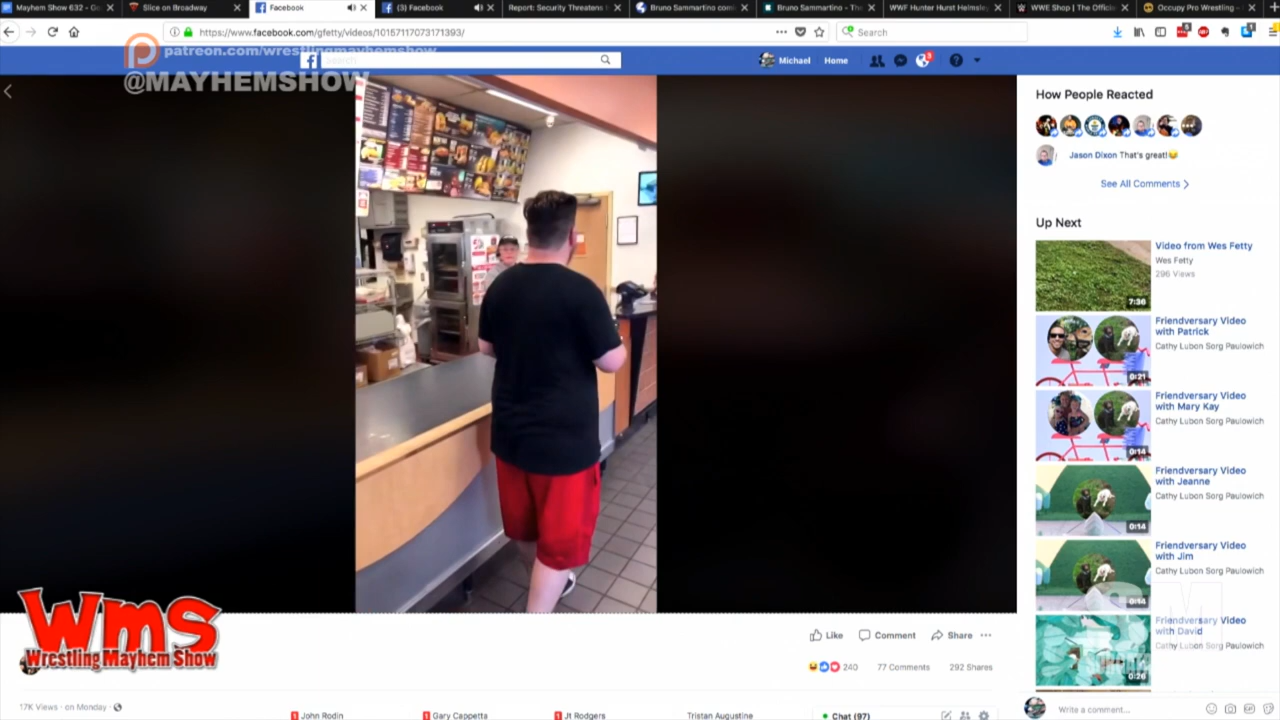 Mayhem Show 632 - Go
Slice on Broadway
Facebook
(3) Facebook
Report: Security Threatens
Bruno Sammartino com
Bruno Sammartino - The
WWF Hunter Hurst Helmsley
WWE Shop | The Officia
Occupy Pro Wrestling -
https://www.facebook.com/gfetty/videos/10157117073171393/
Search
patreon.com/wrestlingmayhemshow
@MAYHEMSHOW
Search
Michael
Home
How People Reacted
Jason Dixon That's great!😂
See All Comments
Up Next
Video from Wes Fetty
Wes Fetty
296 Views
7:36
Friendversary Video
with Patrick
Cathy Lubon Sorg Paulowich
0:21
Friendversary Video
with Mary Kay
Cathy Lubon Sorg Paulowich
0:14
Friendversary Video
with Jeanne
Cathy Lubon Sorg Paulowich
0:14
Friendversary Video
with Jim
Cathy Lubon Sorg Paulowich
0:14
Friendversary Video
with David
Cathy Lubon Sorg Paulowich
0:26
Like
Comment
Share
240
77 Comments
292 Shares
WMS
Wrestling Mayhem Show
17K Views · on Monday ·
John Rodin
Gary Cappetta
Jt Rodgers
Tristan Augustine
Chat (97)
Write a comment...